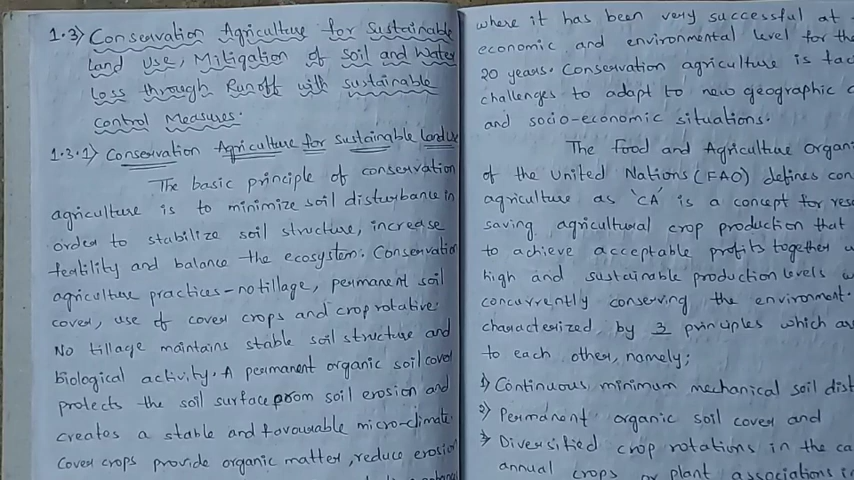 1.3) Conservation Agriculture for Sustainable
Land Use, Mitigation of Soil and Water
Loss through Runoff with sustainable
control Measures.
1.3.1) Conservation Agriculture for sustainable Landus
The basic principle of conservation
agriculture is to minimize soil disturbance in
order to stabilize soil structure, increase
fertility and balance the ecosystem. Conservation
agriculture practices - no tillage, permanent soil
cover, use of cover crops and crop rotative.
No tillage maintains stable soil structure and
biological activity. A permanent organic soil cover
protects the soil surface from soil erosion and
creates a stable and favourable micro-climate.
Cover crops provide organic matter, reduce erosion
where it has been very successful at
economic and environmental level for the
20 years. Conservation agriculture is fac
challenges to adapt to new geographic
and socio-economic situations.
The Food and Agriculture Organ
of the United Nations (FAO) defines con
agriculture as 'CA' is a concept for res
saving agricultural crop production that
to achieve acceptable profits together
high and sustainable production levels
concurrently conserving the environment.
characterized by 3 principles which a
to each other, namely;
1) Continuous minimum mechanical soil dist
2) Permanent organic soil cover and
3) Diversified crop rotations in the ca
annual crops or plant associations i